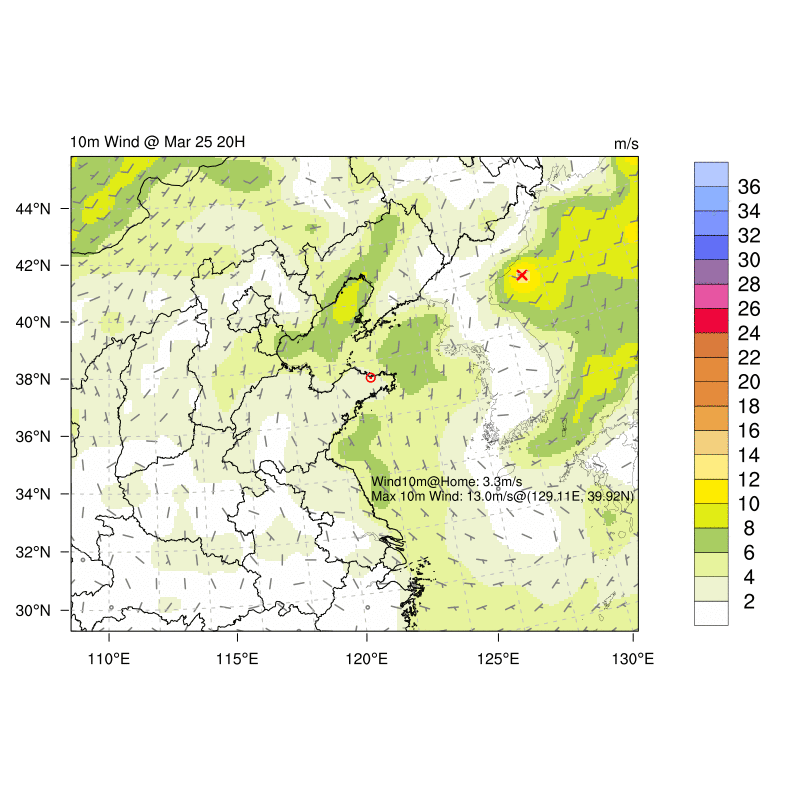 10m Wind @ Mar 25 20H
m/s
44°N
42°N
40°N
38°N
36°N
34°N
32°N
30°N
110°E
115°E
120°E
125°E
130°E
Wind10m@Home: 3.3m/s
Max 10m Wind: 13.0m/s@(129.11E, 39.92N)
36
34
32
30
28
26
24
22
20
18
16
14
12
10
8
6
4
2